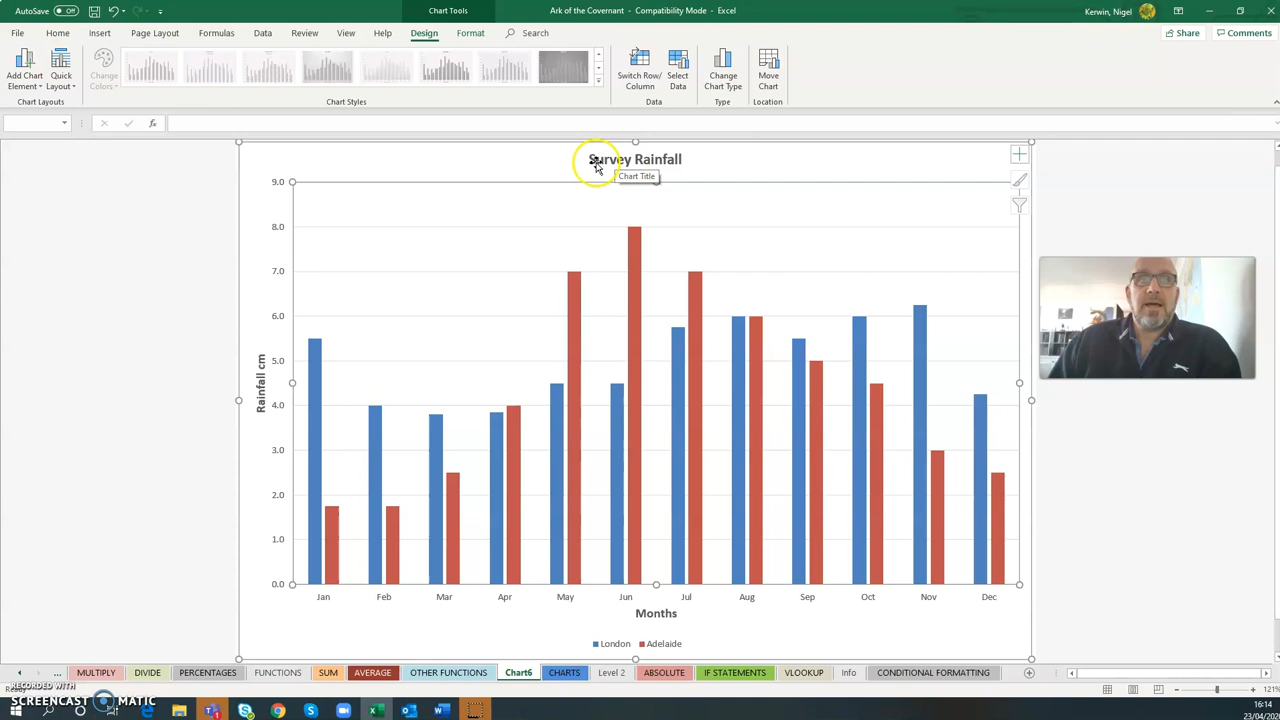 AutoSave Off
Chart Tools
Ark of the Covenant - Compatibility Mode - Excel
Kerwin, Nigel
File Home Insert Page Layout Formulas Data Review View Help Design Format Search
Share Comments
Add Chart Element
Quick Layout
Change Colors
Switch Row/ Column
Select Data
Change Chart Type
Move Chart
Chart Layouts
Chart Styles
Data
Type
Location
fx
Survey Rainfall
Chart Title
9.0
8.0
7.0
6.0
5.0
4.0
3.0
2.0
1.0
0.0
Rainfall cm
Jan Feb Mar Apr May Jun Jul Aug Sep Oct Nov Dec
Months
London Adelaide
... MULTIPLY DIVIDE PERCENTAGES FUNCTIONS SUM AVERAGE OTHER FUNCTIONS Chart6 CHARTS Level 2 ABSOLUTE IF STATEMENTS VLOOKUP Info CONDITIONAL FORMATTING
RECORDED WITH
SCREENCAST MATIC
121%
16:14
23/04/202